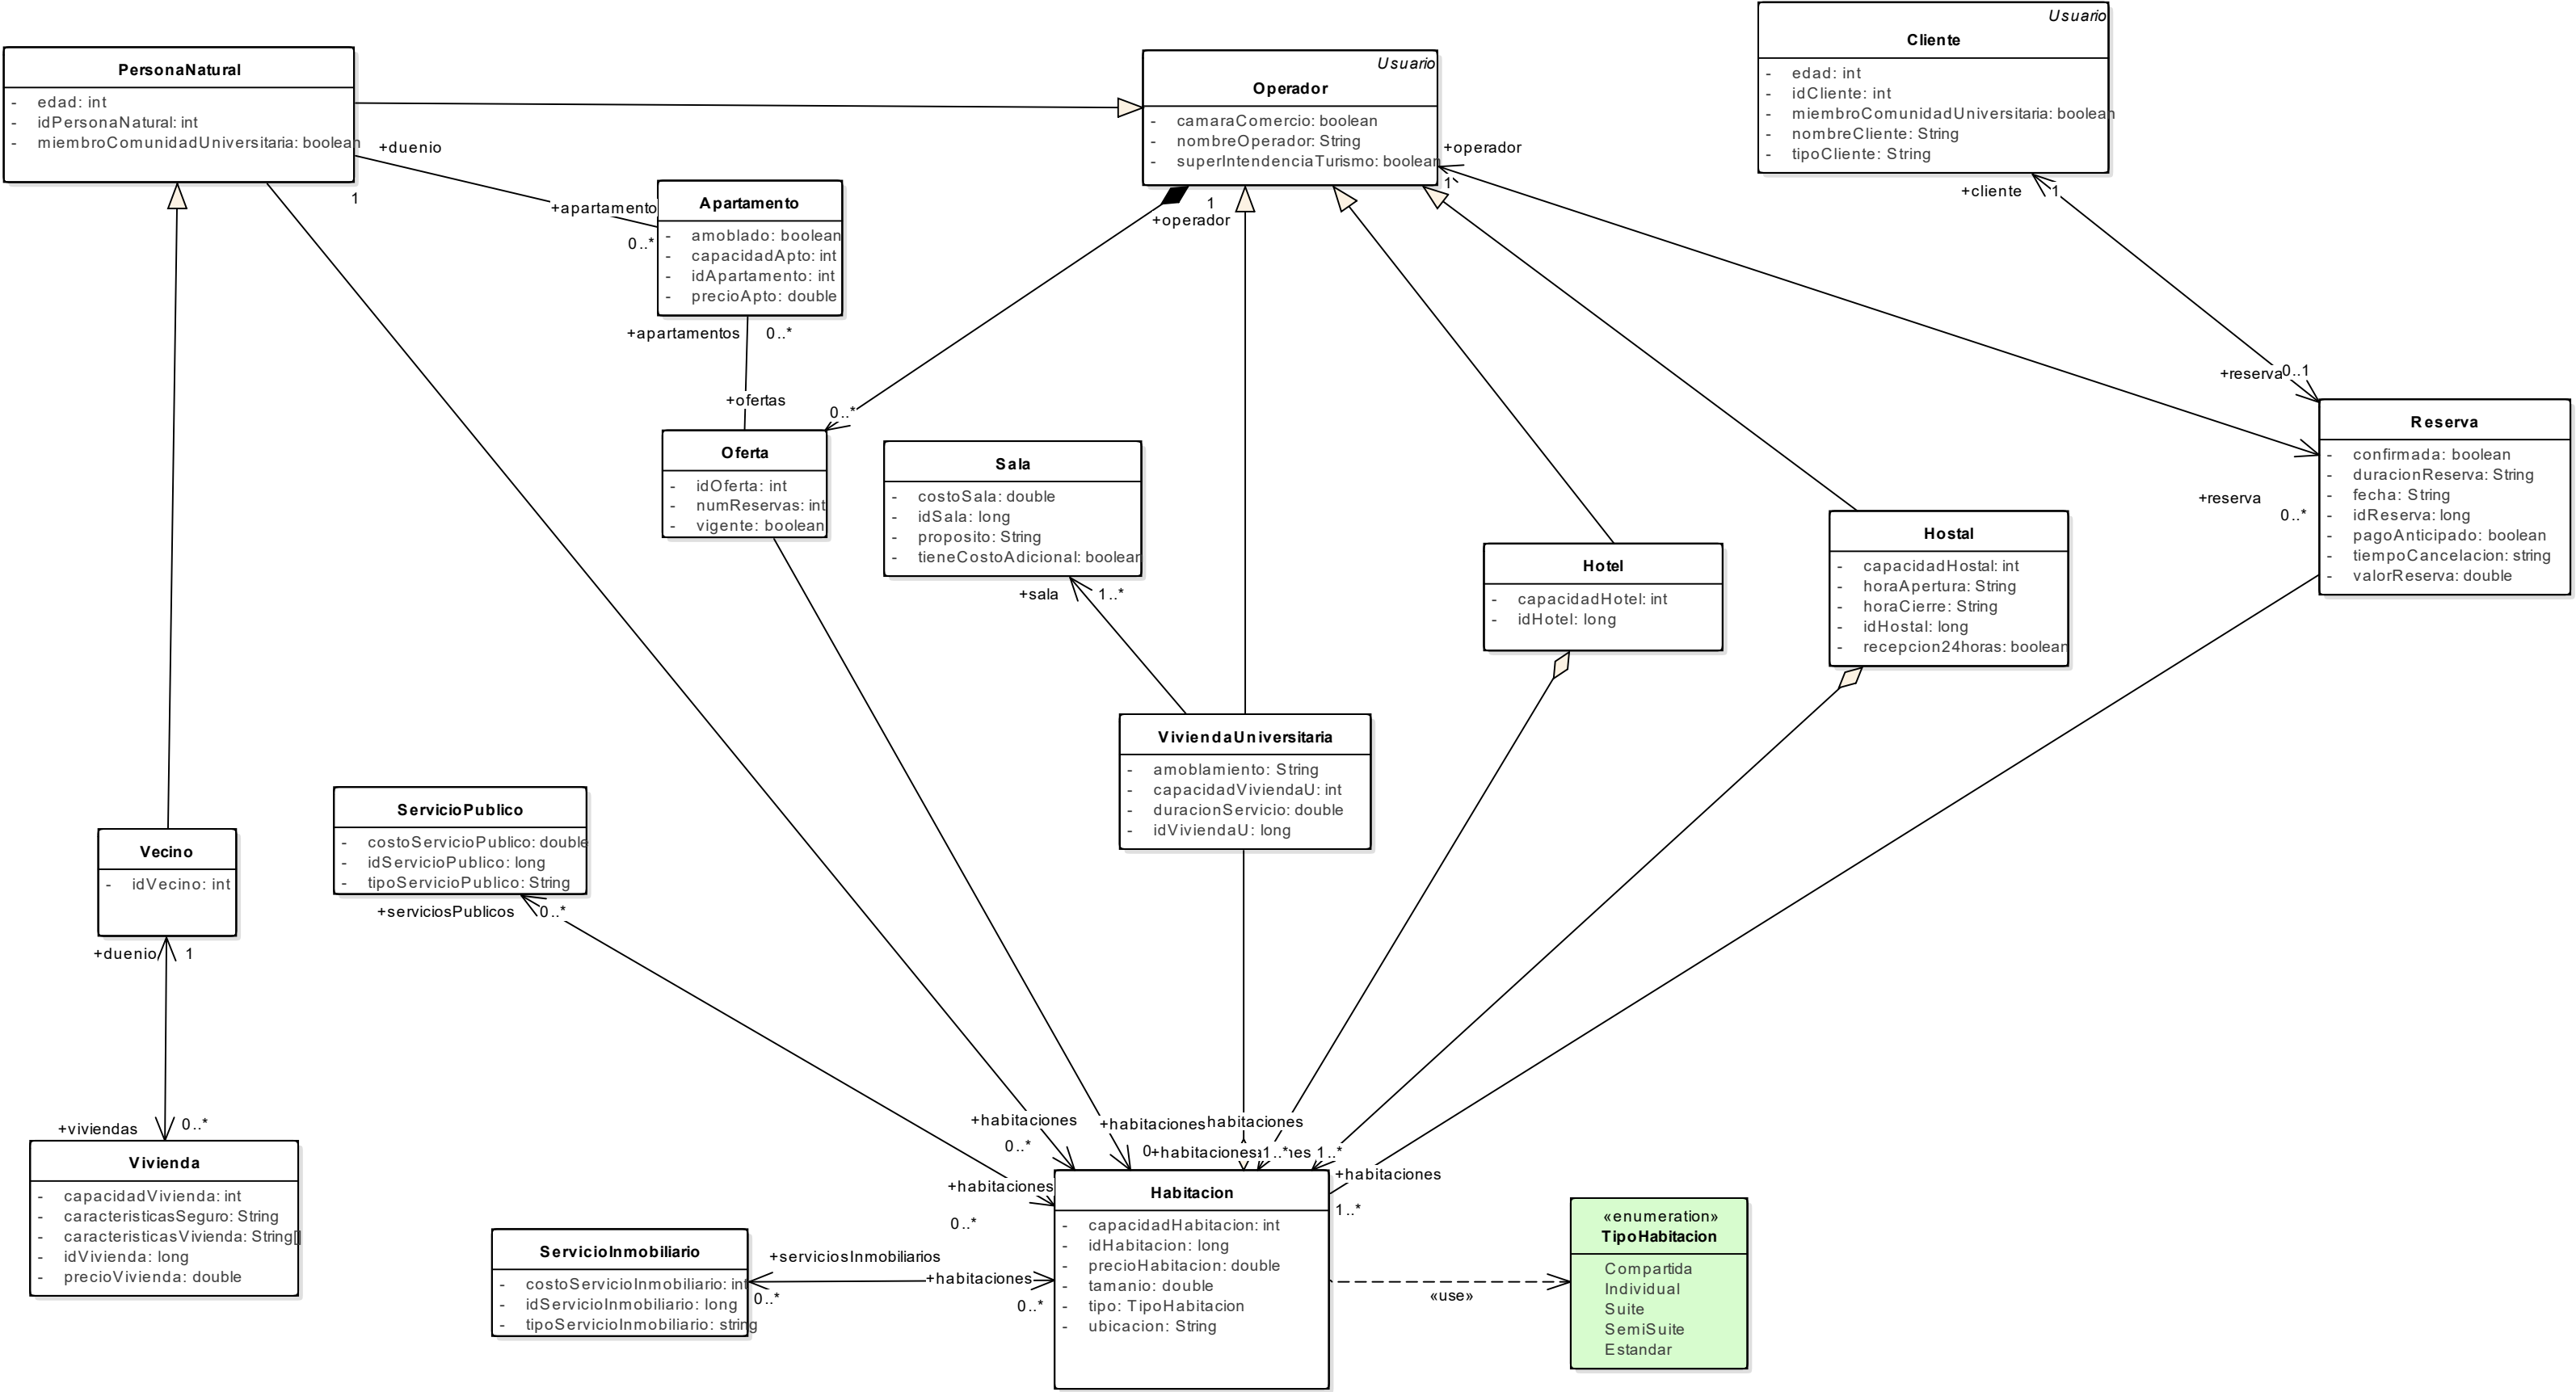 PersonaNatural
- edad: int
- idPersonaNatural: int
- miembroComunidadUniversitaria: boolean
+duenio
1
Usuario
Operador
- camaraComercio: boolean
- nombreOperador: String
- superIntendenciaTurismo: boolean
+operador
1
1
+operador
Usuario
Cliente
- edad: int
- idCliente: int
- miembroComunidadUniversitaria: boolean
- nombreCliente: String
- tipoCliente: String
+cliente
1
+apartamento
0..*
Apartamento
- amoblado: boolean
- capacidadApto: int
- idApartamento: int
- precioApto: double
+apartamentos
0..*
+ofertas
0..*
Oferta
- idOferta: int
- numReservas: int
- vigente: boolean
Sala
- costoSala: double
- idSala: long
- proposito: String
- tieneCostoAdicional: boolean
+sala
1..*
+reserva
0..1
Reserva
- confirmada: boolean
- duracionReserva: String
- fecha: String
- idReserva: long
- pagoAnticipado: boolean
- tiempoCancelacion: string
- valorReserva: double
+reserva
0..*
Hotel
- capacidadHotel: int
- idHotel: long
Hostal
- capacidadHostal: int
- horaApertura: String
- horaCierre: String
- idHostal: long
- recepcion24horas: boolean
ViviendaUniversitaria
- amoblamiento: String
- capacidadViviendaU: int
- duracionServicio: double
- idViviendaU: long
ServicioPublico
- costoServicioPublico: double
- idServicioPublico: long
- tipoServicioPublico: String
+serviciosPublicos
0..*
Vecino
- idVecino: int
+duenio
1
+viviendas
0..*
Vivienda
- capacidadVivienda: int
- caracteristicasSeguro: String
- caracteristicasVivienda: String[]
- idVivienda: long
- precioVivienda: double
+habitaciones
0..*
+habitaciones
habitaciones
+habitaciones
1..*
1..*
+habitaciones
1..*
+habitaciones
0..*
Habitacion
- capacidadHabitacion: int
- idHabitacion: long
- precioHabitacion: double
- tamanio: double
- tipo: TipoHabitacion
- ubicacion: String
ServicioInmobiliario
- costoServicioInmobiliario: int
- idServicioInmobiliario: long
- tipoServicioInmobiliario: string
+serviciosInmobiliarios
0..*
+habitaciones
0..*
«use»
«enumeration»
TipoHabitacion
Compartida
Individual
Suite
SemiSuite
Estandar